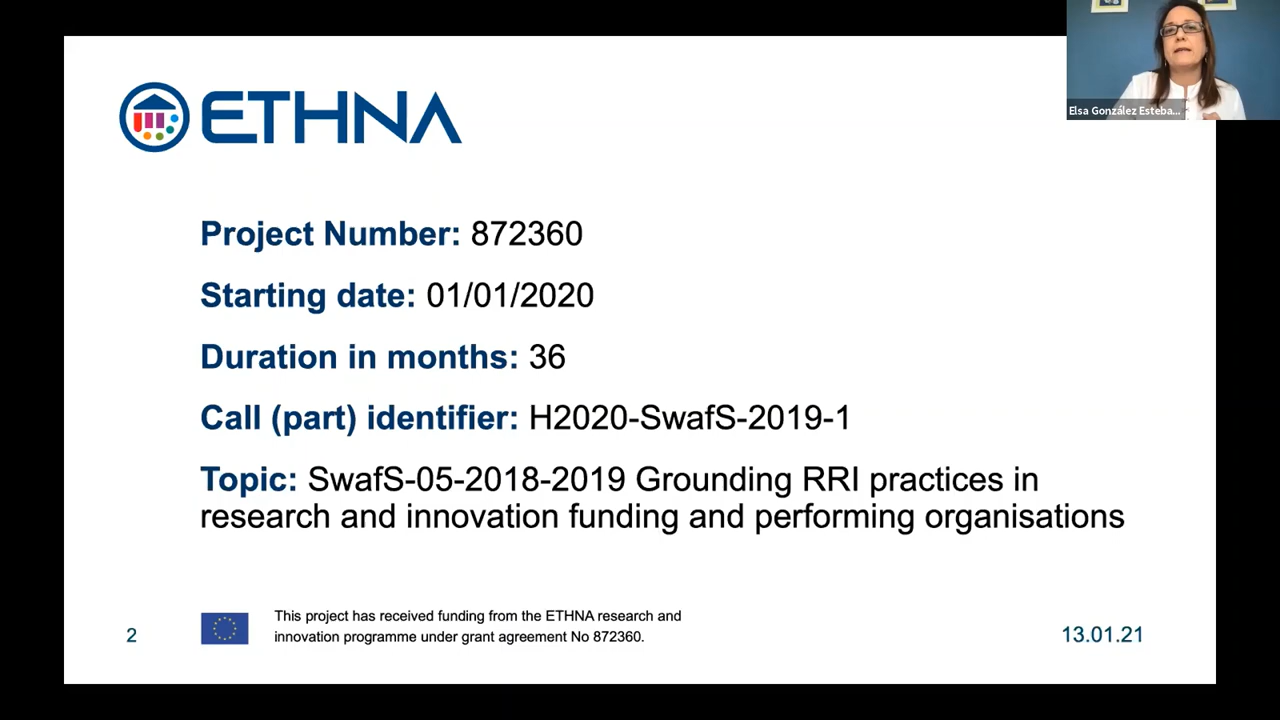 Elsa González Esteba...
ETHNA
Project Number: 872360
Starting date: 01/01/2020
Duration in months: 36
Call (part) identifier: H2020-SwafS-2019-1
Topic: SwafS-05-2018-2019 Grounding RRI practices in
research and innovation funding and performing organisations
2
This project has received funding from the ETHNA research and
innovation programme under grant agreement No 872360.
13.01.21